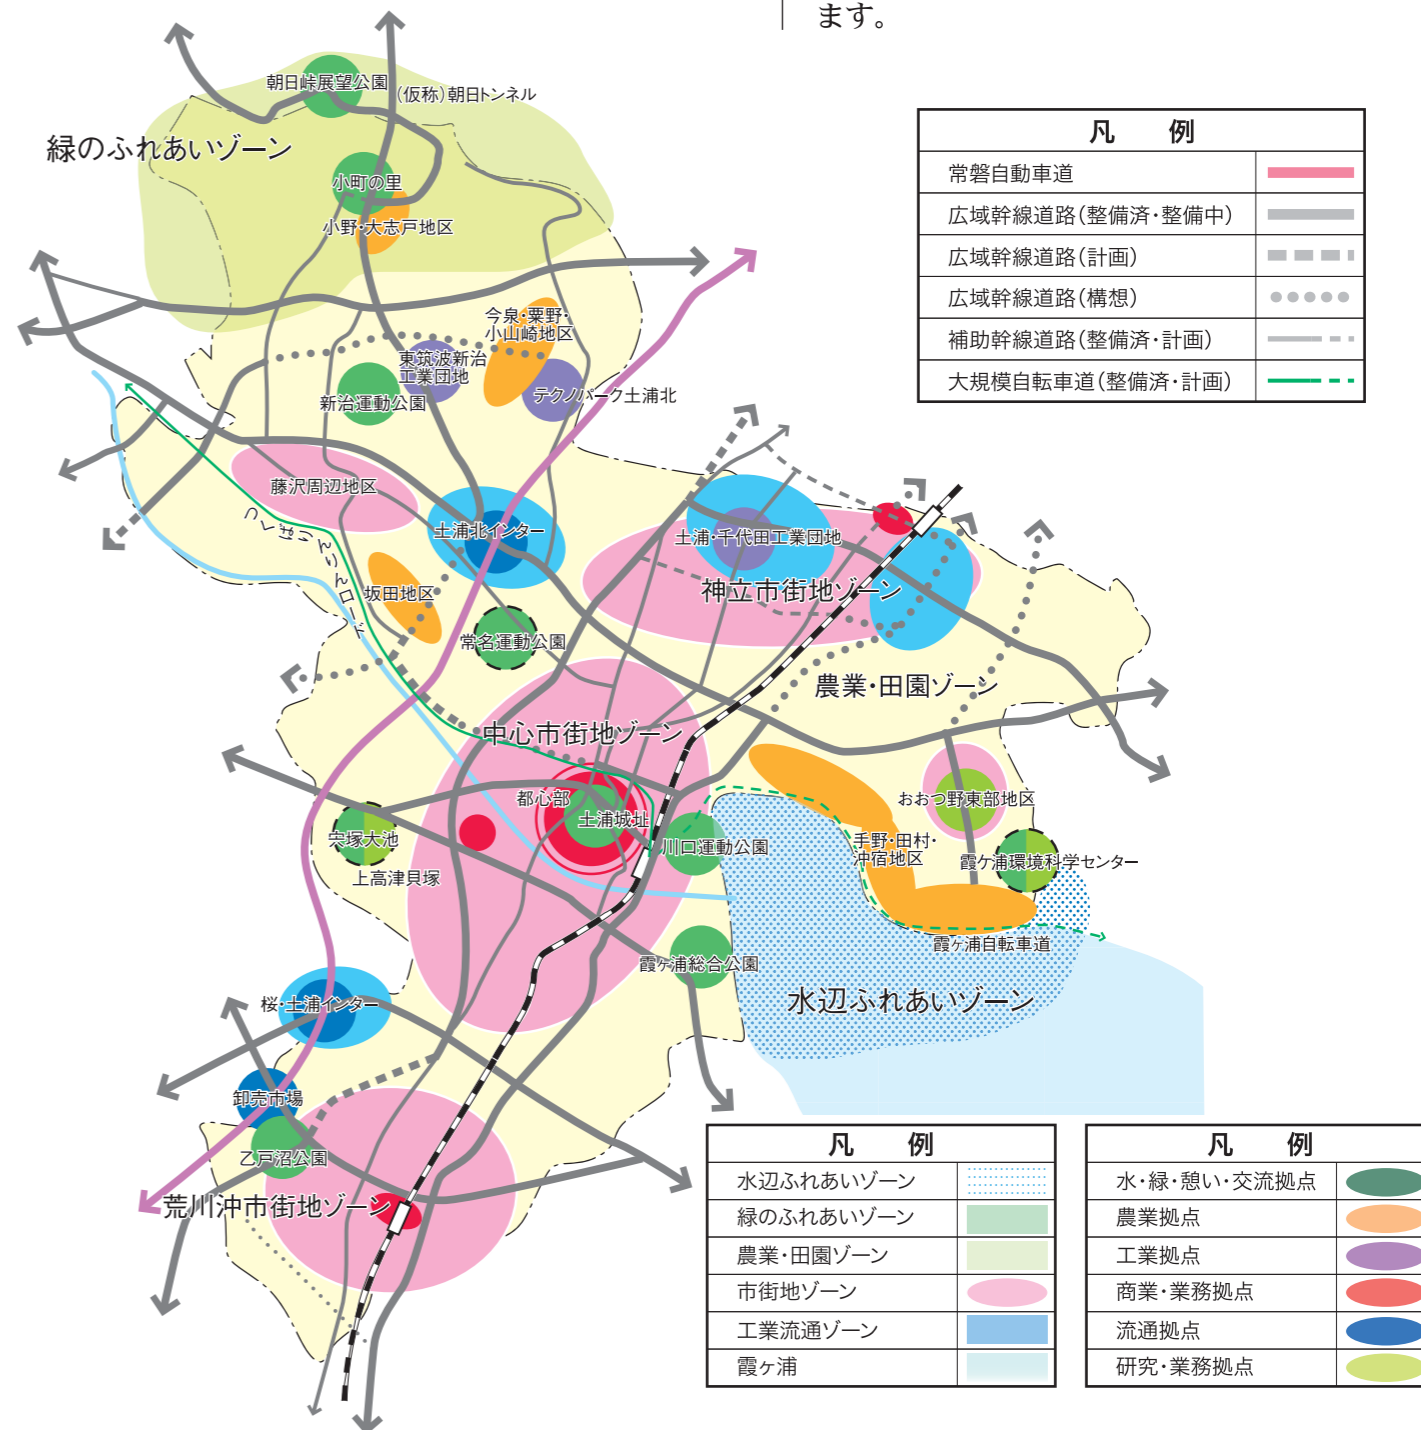 ます。
朝日峠展望公園
(仮称)朝日トンネル
緑のふれあいゾーン
小町の里
小野・大志戸地区
今泉・粟野・
小山崎地区
東筑波新治
工業団地
テクノパーク土浦北
新治運動公園
藤沢周辺地区
つくばりんりんロード
土浦北インター
坂田地区
常名運動公園
土浦・千代田工業団地
神立市街地ゾーン
農業・田園ゾーン
中心市街地ゾーン
都心部
土浦城址
川口運動公園
おおつ野東部地区
手野・田村・
沖宿地区
霞ケ浦環境科学センター
宍塚大池
上高津貝塚
霞ヶ浦自転車道
霞ヶ浦総合公園
水辺ふれあいゾーン
桜・土浦インター
卸売市場
乙戸沼公園
荒川沖市街地ゾーン
凡 例
常磐自動車道
広域幹線道路(整備済・整備中)
広域幹線道路(計画)
広域幹線道路(構想)
補助幹線道路(整備済・計画)
大規模自転車道(整備済・計画)
凡 例
水辺ふれあいゾーン
緑のふれあいゾーン
農業・田園ゾーン
市街地ゾーン
工業流通ゾーン
霞ヶ浦
凡 例
水・緑・憩い・交流拠点
農業拠点
工業拠点
商業・業務拠点
流通拠点
研究・業務拠点